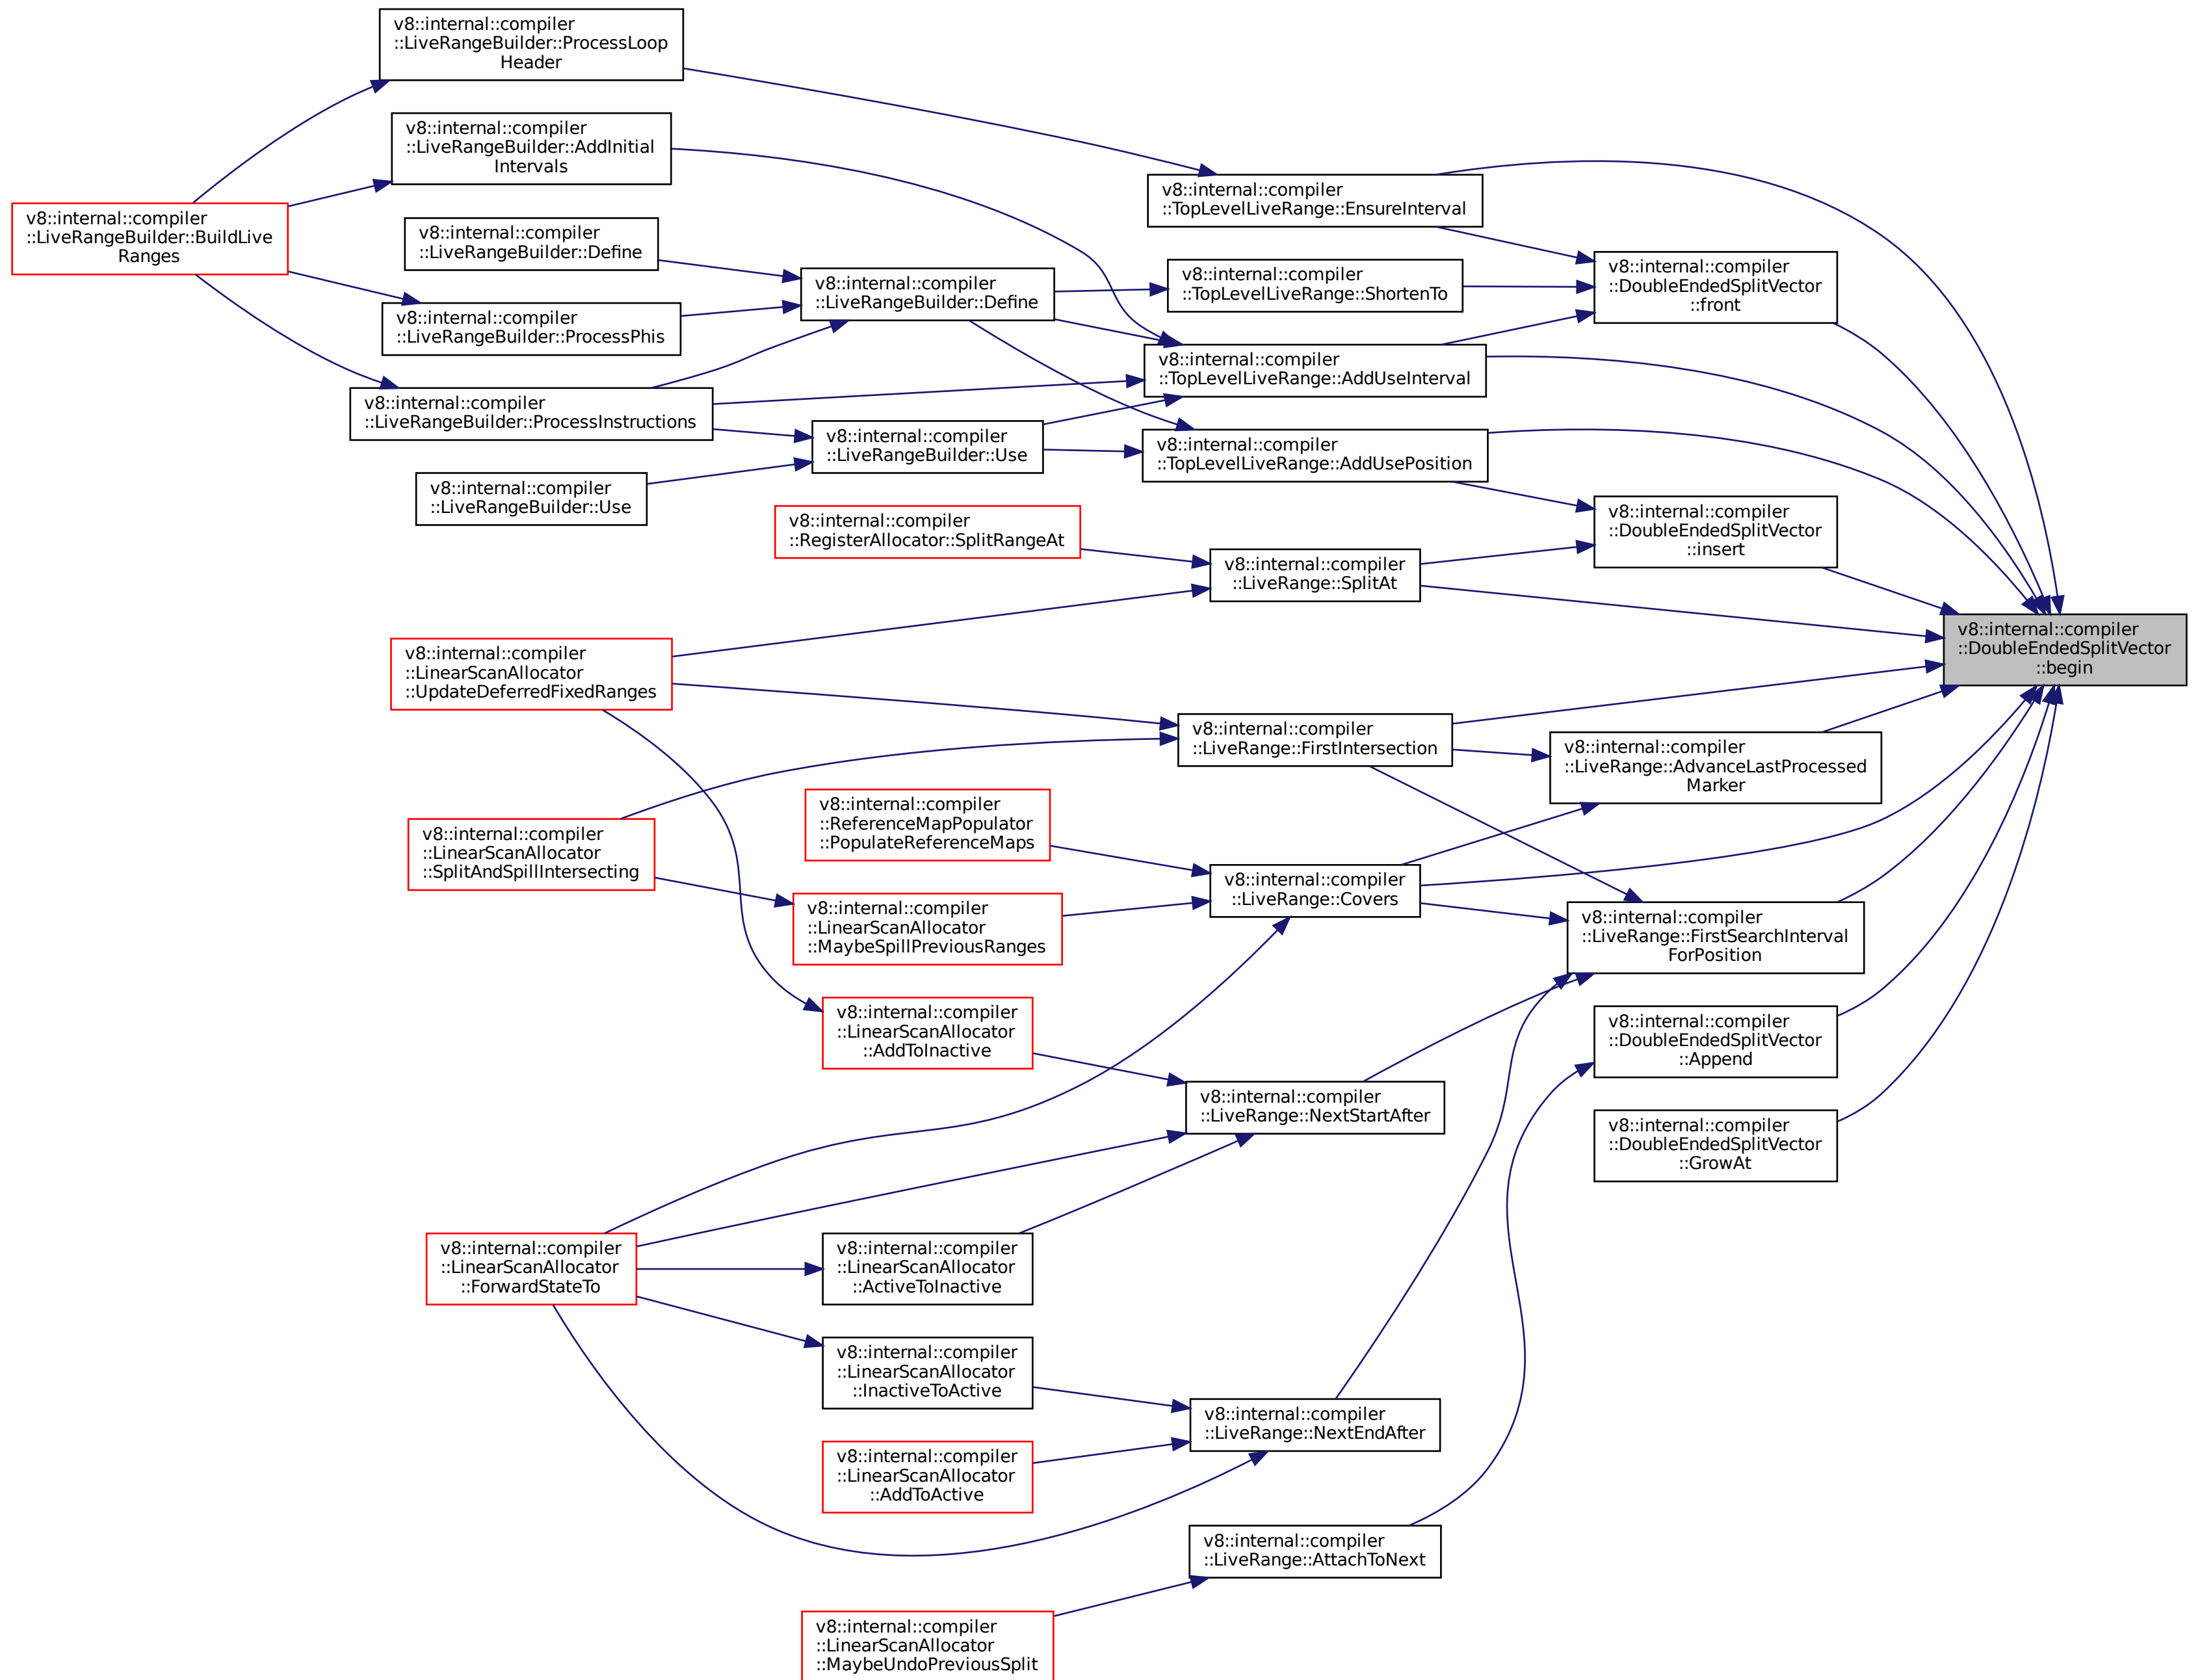 v8::internal::compiler
::LiveRangeBuilder::ProcessLoop
Header
v8::internal::compiler
::LiveRangeBuilder::AddInitial
Intervals
v8::internal::compiler
::LiveRangeBuilder::BuildLive
Ranges
v8::internal::compiler
::LiveRangeBuilder::Define
v8::internal::compiler
::LiveRangeBuilder::ProcessPhis
v8::internal::compiler
::LiveRangeBuilder::ProcessInstructions
v8::internal::compiler
::LiveRangeBuilder::Use
v8::internal::compiler
::LiveRangeBuilder::Define
v8::internal::compiler
::LiveRangeBuilder::Use
v8::internal::compiler
::RegisterAllocator::SplitRangeAt
v8::internal::compiler
::TopLevelLiveRange::EnsureInterval
v8::internal::compiler
::TopLevelLiveRange::ShortenTo
v8::internal::compiler
::TopLevelLiveRange::AddUseInterval
v8::internal::compiler
::TopLevelLiveRange::AddUsePosition
v8::internal::compiler
::LiveRange::SplitAt
v8::internal::compiler
::DoubleEndedSplitVector
::front
v8::internal::compiler
::DoubleEndedSplitVector
::insert
v8::internal::compiler
::DoubleEndedSplitVector
::begin
v8::internal::compiler
::LinearScanAllocator
::UpdateDeferredFixedRanges
v8::internal::compiler
::LiveRange::FirstIntersection
v8::internal::compiler
::LiveRange::AdvanceLastProcessed
Marker
v8::internal::compiler
::LinearScanAllocator
::SplitAndSpillIntersecting
v8::internal::compiler
::ReferenceMapPopulator
::PopulateReferenceMaps
v8::internal::compiler
::LinearScanAllocator
::MaybeSpillPreviousRanges
v8::internal::compiler
::LiveRange::Covers
v8::internal::compiler
::LiveRange::FirstSearchInterval
ForPosition
v8::internal::compiler
::LinearScanAllocator
::AddToInactive
v8::internal::compiler
::DoubleEndedSplitVector
::Append
v8::internal::compiler
::LiveRange::NextStartAfter
v8::internal::compiler
::DoubleEndedSplitVector
::GrowAt
v8::internal::compiler
::LinearScanAllocator
::ForwardStateTo
v8::internal::compiler
::LinearScanAllocator
::ActiveToInactive
v8::internal::compiler
::LinearScanAllocator
::InactiveToActive
v8::internal::compiler
::LiveRange::NextEndAfter
v8::internal::compiler
::LinearScanAllocator
::AddToActive
v8::internal::compiler
::LiveRange::AttachToNext
v8::internal::compiler
::LinearScanAllocator
::MaybeUndoPreviousSplit